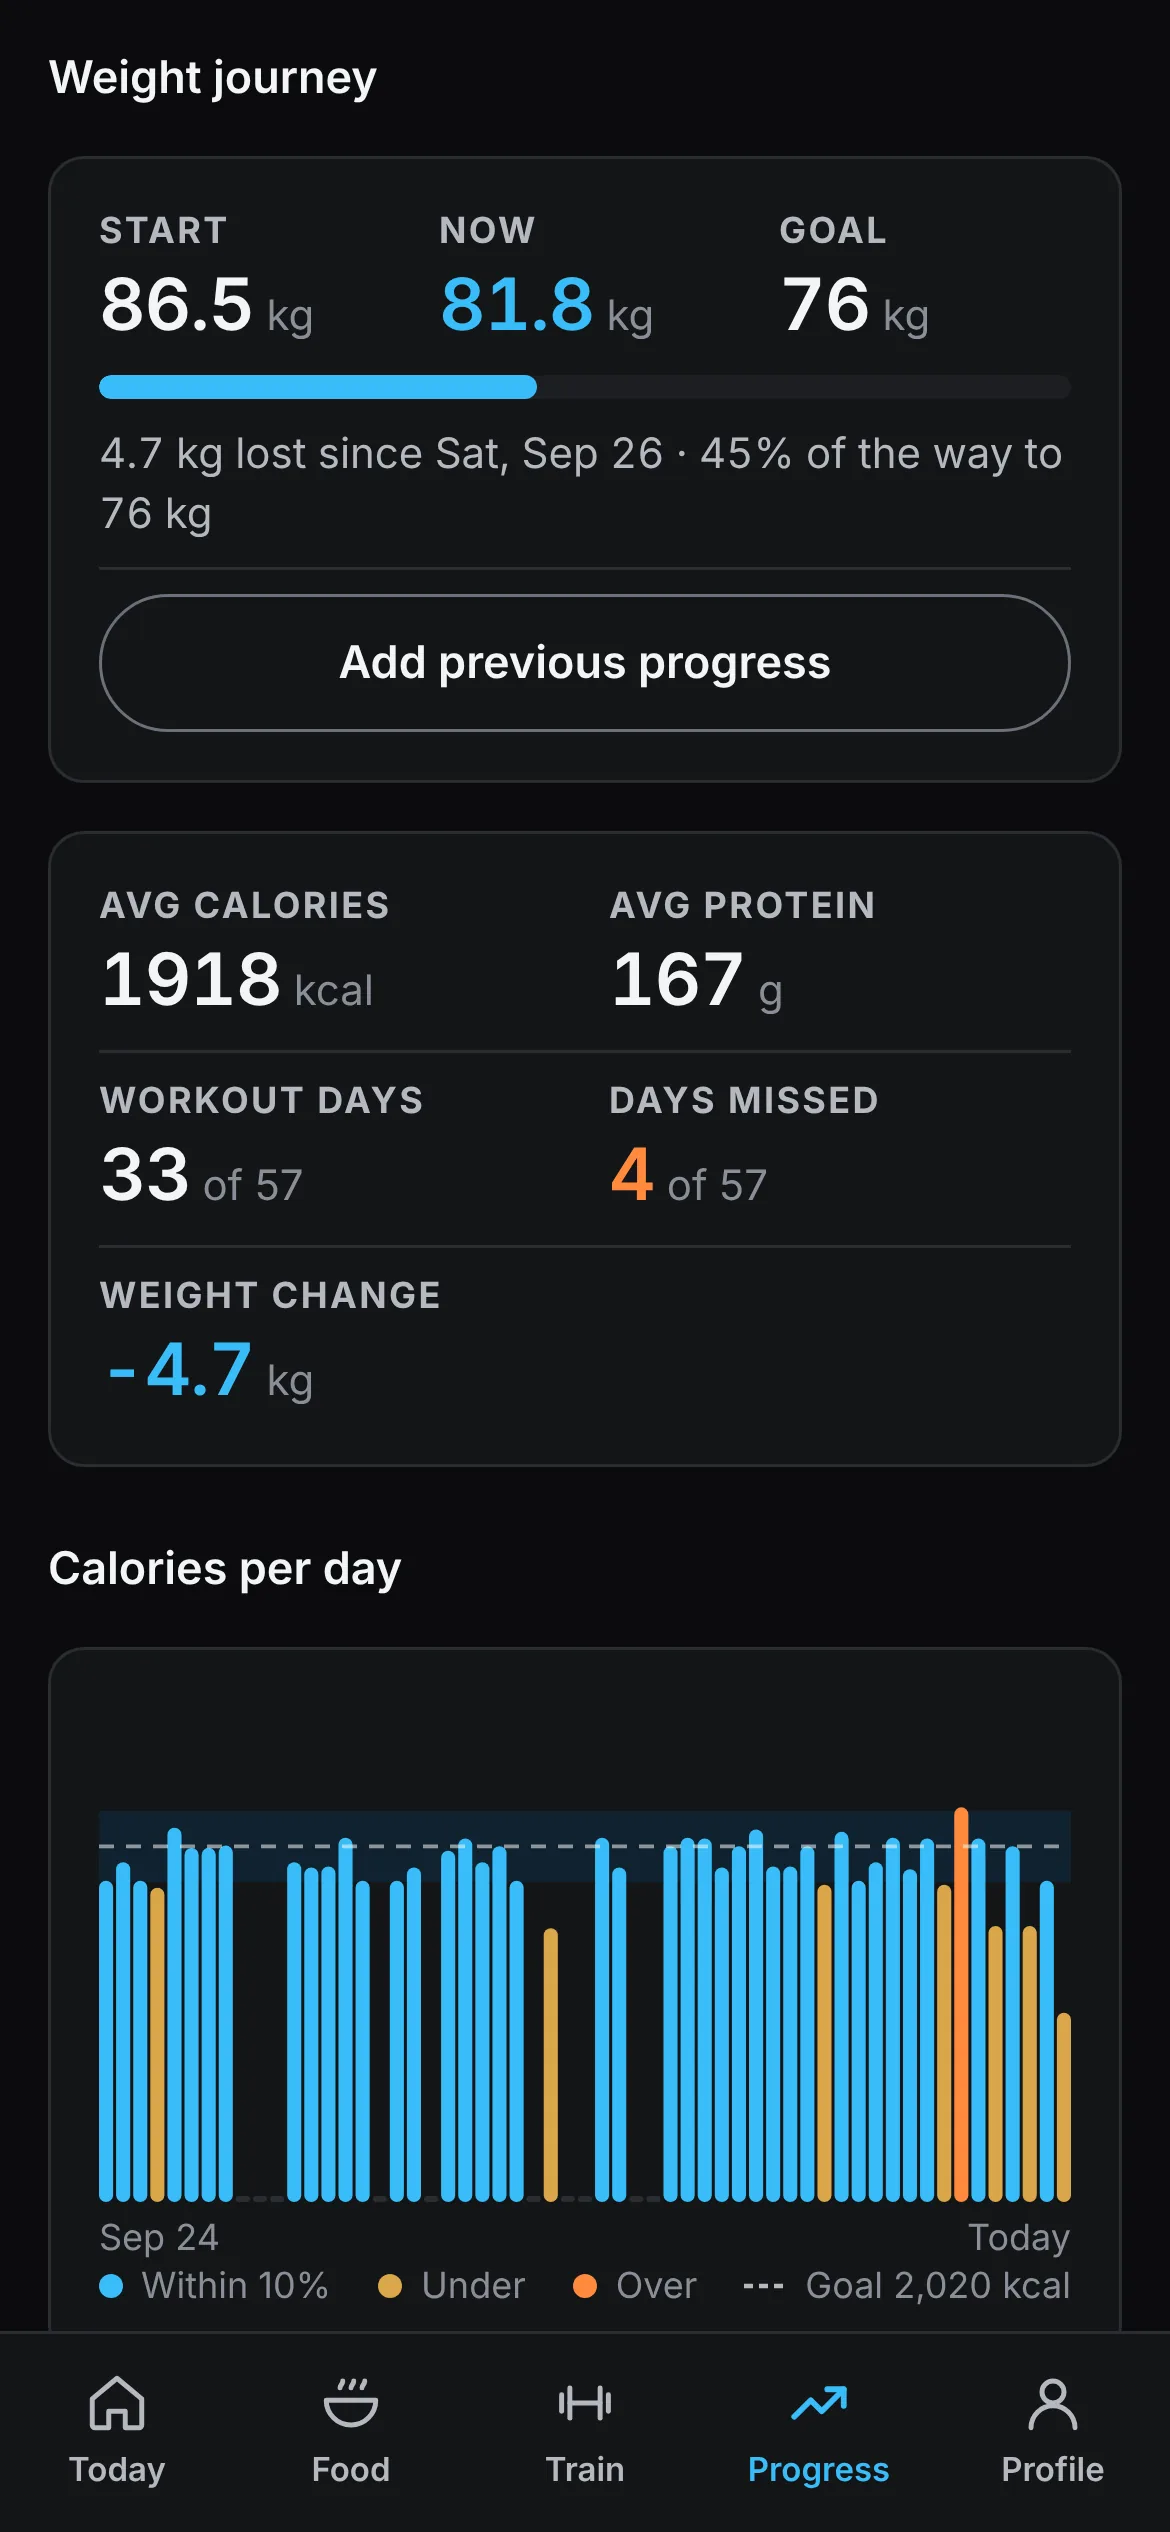 Weight journey
START NOW GOAL
86.5 kg 81.8 kg 76 kg
4.7 kg lost since Sat, Sep 26 · 45% of the way to
76 kg
Add previous progress
AVG CALORIES AVG PROTEIN
1918 kcal 167 g
WORKOUT DAYS DAYS MISSED
33 of 57 4 of 57
WEIGHT CHANGE
-4.7 kg
Calories per day
Sep 24 Today
Within 10% Under Over Goal 2,020 kcal
Today Food Train Progress Profile